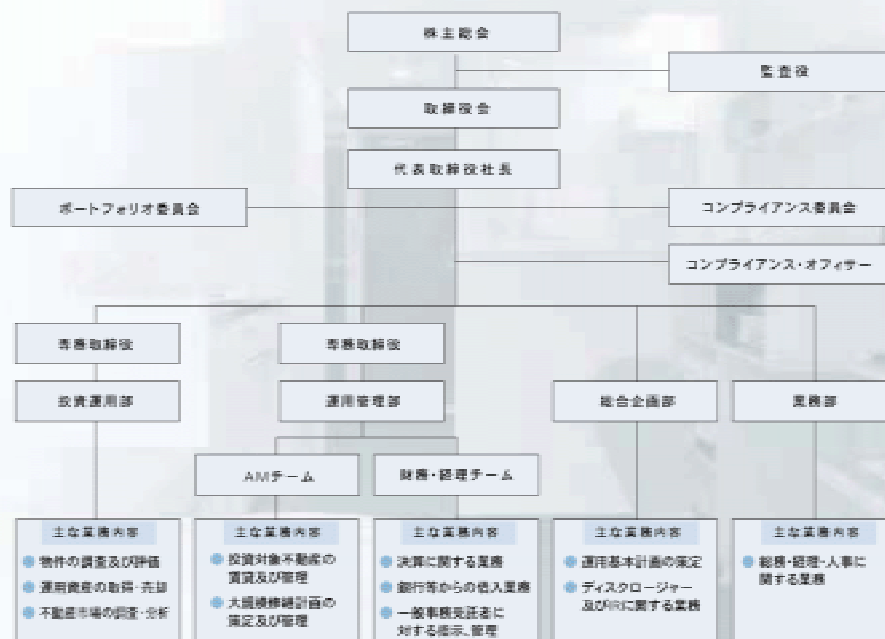 株主総会
監査役
取締役会
代表取締役社長
ポートフォリオ委員会
コンプライアンス委員会
コンプライアンス・オフィサー
専務取締役
専務取締役
投資運用部
運用管理部
総合企画部
業務部
AMチーム
財務・経理チーム
主な業務内容
物件の調査及び評価
運用資産の取得・売却
不動産市場の調査・分析
主な業務内容
投資対象不動産の
賃貸及び管理
大規模修繕計画の
策定及び管理
主な業務内容
決算に関する業務
銀行等からの借入業務
一般事務受託者に
対する指示、管理
主な業務内容
運用基本計画の策定
ディスクロージャー
及びIRに関する業務
主な業務内容
総務・経理・人事に
関する業務